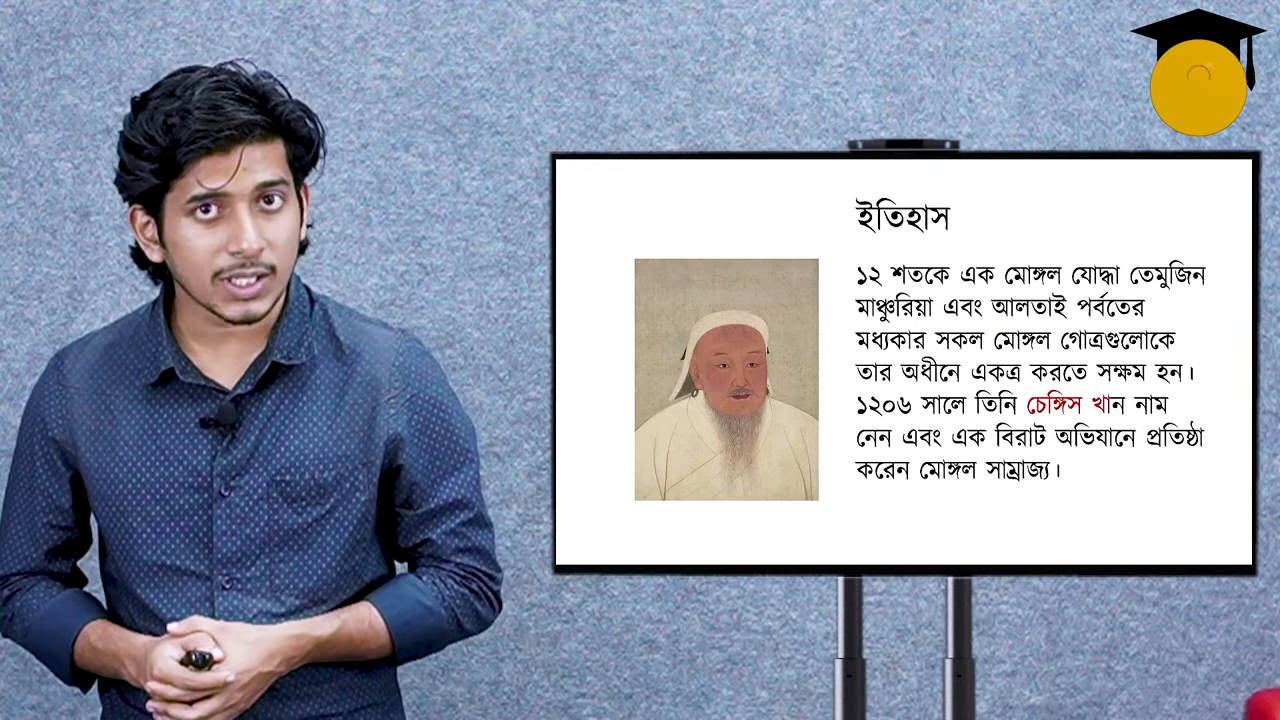 ইতিহাস
১২ শতকে এক মোঙ্গল যোদ্ধা তেমুজিন
মাঞ্চুরিয়া এবং আলতাই পর্বতের
মধ্যকার সকল মোঙ্গল গোত্রগুলোকে
তার অধীনে একত্র করতে সক্ষম হন।
১২০৬ সালে তিনি চেঙ্গিস খান নাম
নেন এবং এক বিরাট অভিযানে প্রতিষ্ঠা
করেন মোঙ্গল সাম্রাজ্য।